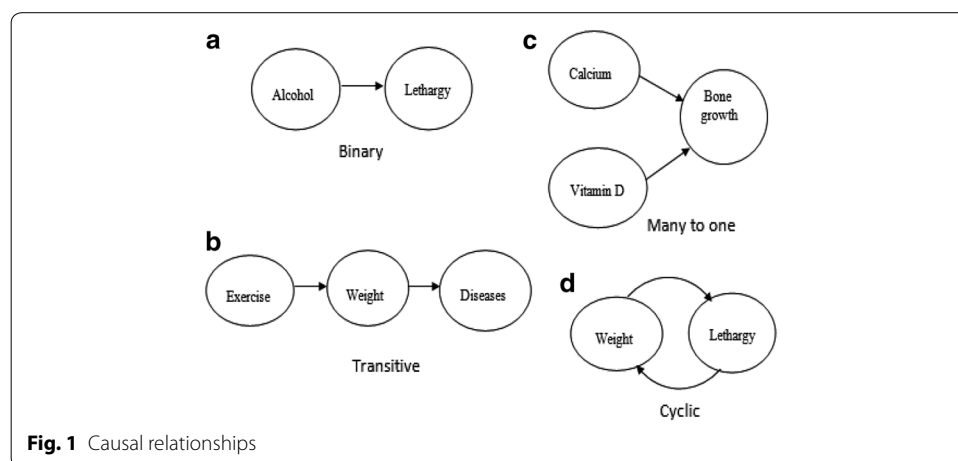 a
Alcohol
Lethargy
Binary
b
Exercise
Weight
Diseases
Transitive
c
Calcium
Bone
growth
Vitamin D
Many to one
d
Weight
Lethargy
Cyclic
Fig. 1 Causal relationships